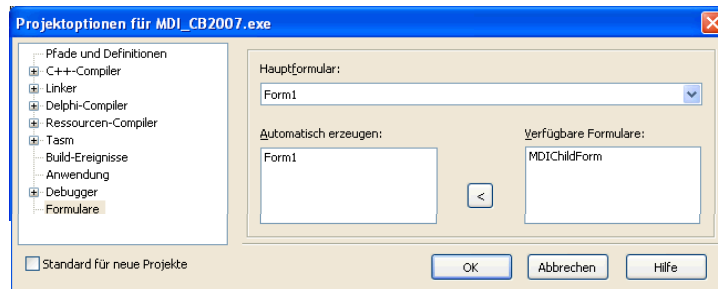 Projektoptionen für MDI_CB2007.exe
Pfade und Definitionen
C++-Compiler
Linker
Delphi-Compiler
Ressourcen-Compiler
Tasm
Build-Ereignisse
Anwendung
Debugger
Formulare
Hauptformular:
Form1
Automatisch erzeugen:
Form1
<
Verfügbare Formulare:
MDIChildForm
Standard für neue Projekte
OK
Abbrechen
Hilfe